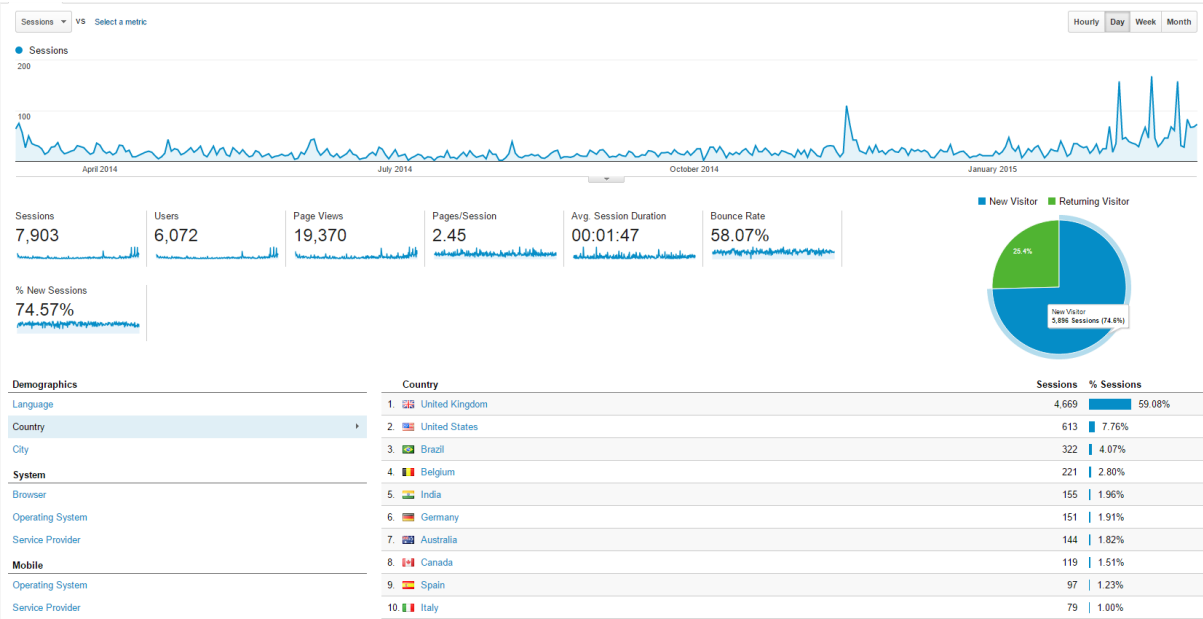 Sessions VS Select a metric Hourly Day Week Month
Sessions
200
100
April 2014 July 2014 October 2014 January 2015
New Visitor Returning Visitor
Sessions Users Page Views Pages/Session Avg. Session Duration Bounce Rate
7,903 6,072 19,370 2.45 00:01:47 58.07%
25.4%
% New Sessions
74.57%
New Visitor
5,896 Sessions (74.6%)
Demographics Country Sessions % Sessions
Language 1. United Kingdom 4,669 59.08%
Country 2. United States 613 7.76%
City 3. Brazil 322 4.07%
System 4. Belgium 221 2.80%
Browser 5. India 155 1.96%
Operating System 6. Germany 151 1.91%
Service Provider 7. Australia 144 1.82%
Mobile 8. Canada 119 1.51%
Operating System 9. Spain 97 1.23%
Service Provider 10. Italy 79 1.00%